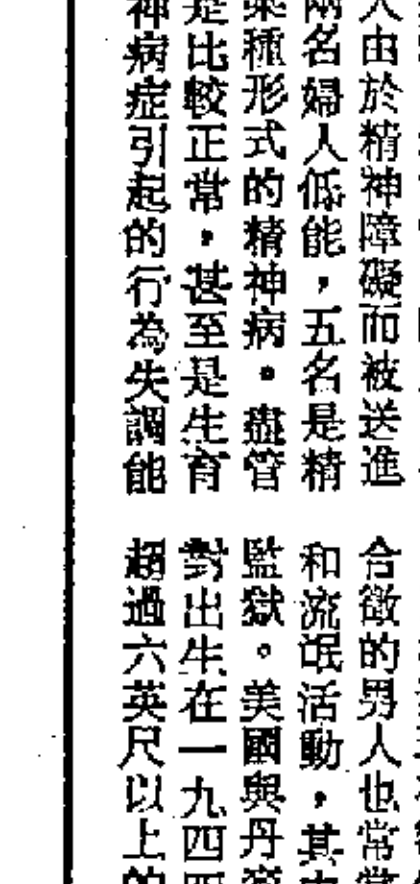 人由於精神障礙而被送進
兩名婦人低能，五名是精
某種形式的精神病。儘管
是比較正常，甚至是生育
神病症引起的行為失調能
合徵的男人也常常
和流氓活動，其
監獄。美國與丹
對出生在一九四四
超過六英尺以上的